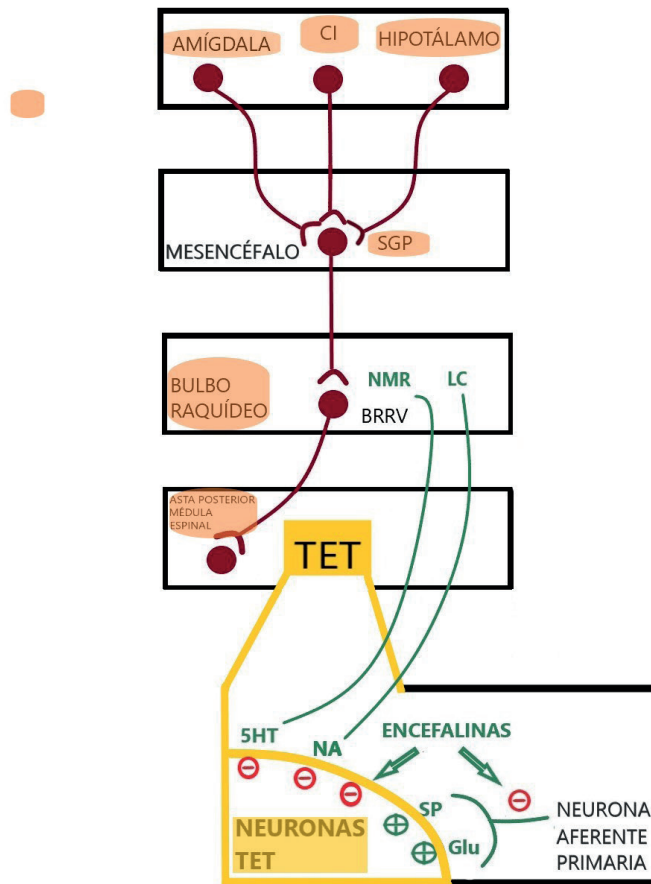 AMÍGDALA
CI
HIPOTÁLAMO
MESENCÉFALO
SGP
BULBO
RAQUÍDEO
NMR
LC
BRRV
ASTA POSTERIOR
MÉDULA
ESPINAL
TET
5HT
NA
ENCEFALINAS
SP
Glu
NEURONA
AFERENTE
PRIMARIA
NEURONAS
TET